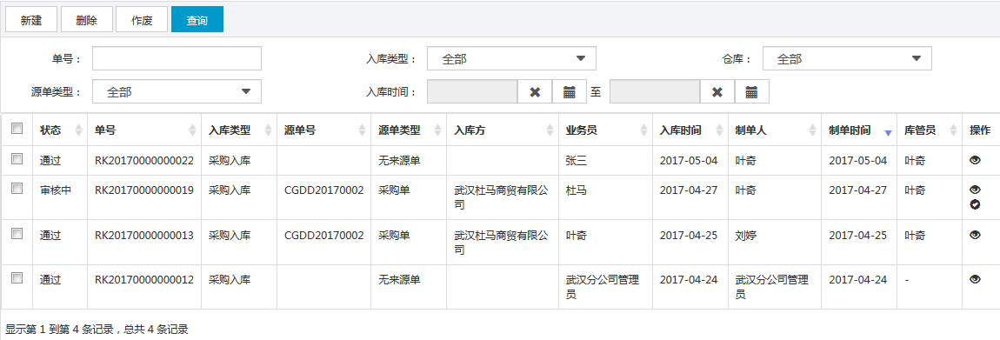 新建 删除 作废 查询
单号： 入库类型： 全部 仓库： 全部
源单类型： 全部 入库时间： 至
状态 单号 入库类型 源单号 源单类型 入库方 业务员 入库时间 制单人 制单时间 库管员 操作
通过 RK20170000000022 采购入库 无来源单 张三 2017-05-04 叶奇 2017-05-04 叶奇
审核中 RK20170000000019 采购入库 CGDD20170002 采购单 武汉杜马商贸有限公 杜马 2017-04-27 叶奇 2017-04-27 叶奇
司
通过 RK20170000000013 采购入库 CGDD20170002 采购单 武汉杜马商贸有限公 叶奇 2017-04-25 刘婷 2017-04-25 叶奇
司
通过 RK20170000000012 采购入库 无来源单 武汉分公司管理 2017-04-24 武汉分公司管理 2017-04-24 -
员 员
显示第 1 到第 4 条记录，总共 4 条记录